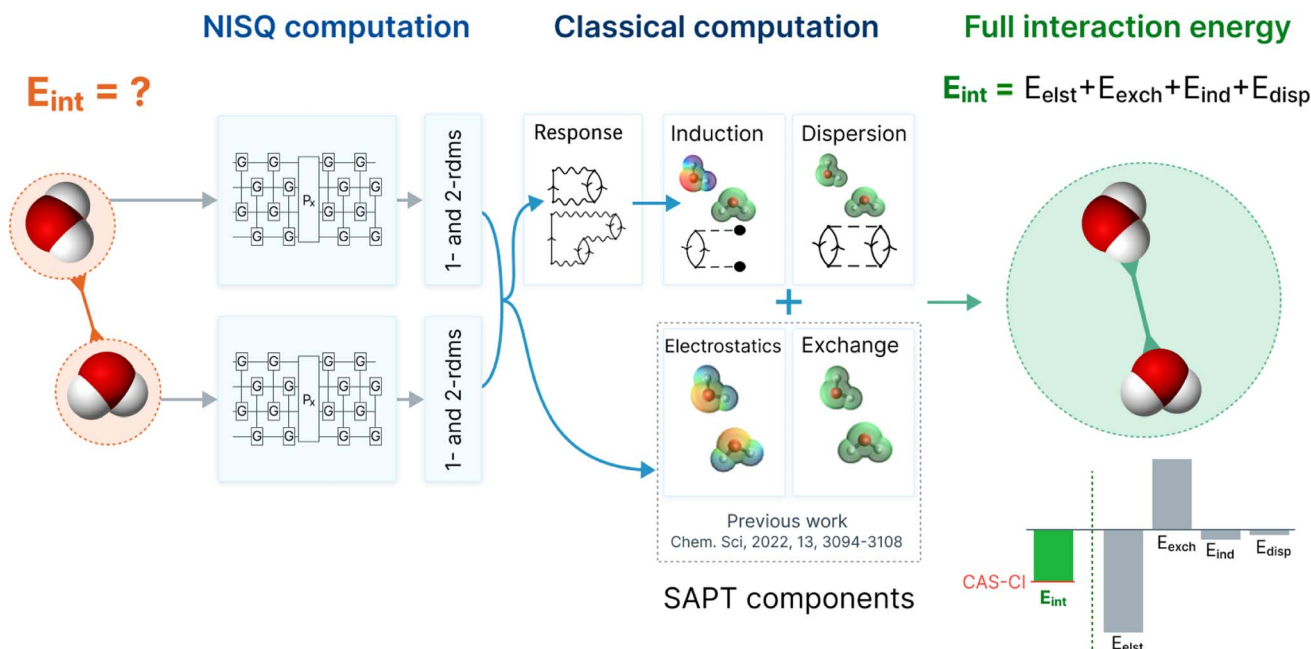 NISQ computation
Classical computation
Full interaction energy
E_int = ?
E_int = E_elst+E_exch+E_ind+E_disp
G G G G
G G G G
G G G G
G G G G
Pₓ
1- and 2-rdms
G G G G
G G G G
G G G G
G G G G
Pₓ
1- and 2-rdms
Response
Induction
Dispersion
+
Electrostatics
Exchange
Previous work
Chem. Sci, 2022, 13, 3094-3108
SAPT components
CAS-CI
E_int
E_elst
E_exch
E_ind
E_disp